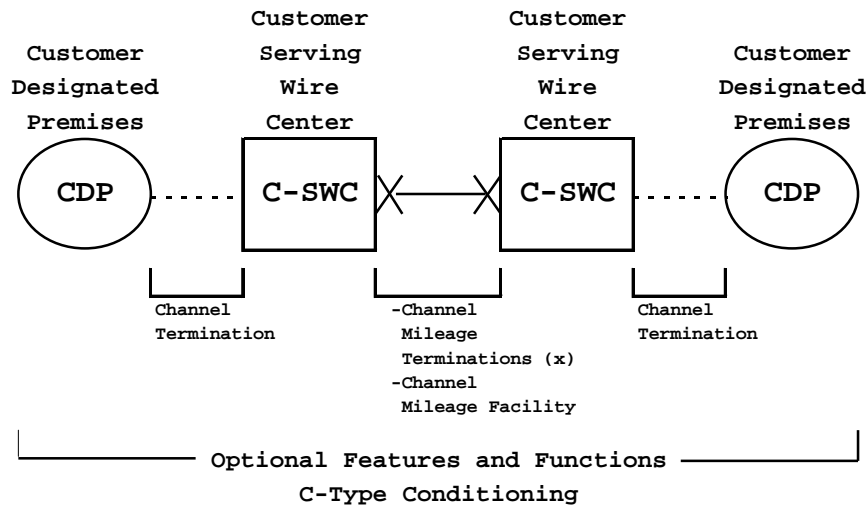 Customer
Designated
Premises
Customer
Serving
Wire
Center
Customer
Serving
Wire
Center
Customer
Designated
Premises
CDP
C-SWC
C-SWC
CDP
Channel
Termination
-Channel
Mileage
Terminations (x)
-Channel
Mileage Facility
Channel
Termination
Optional Features and Functions
C-Type Conditioning